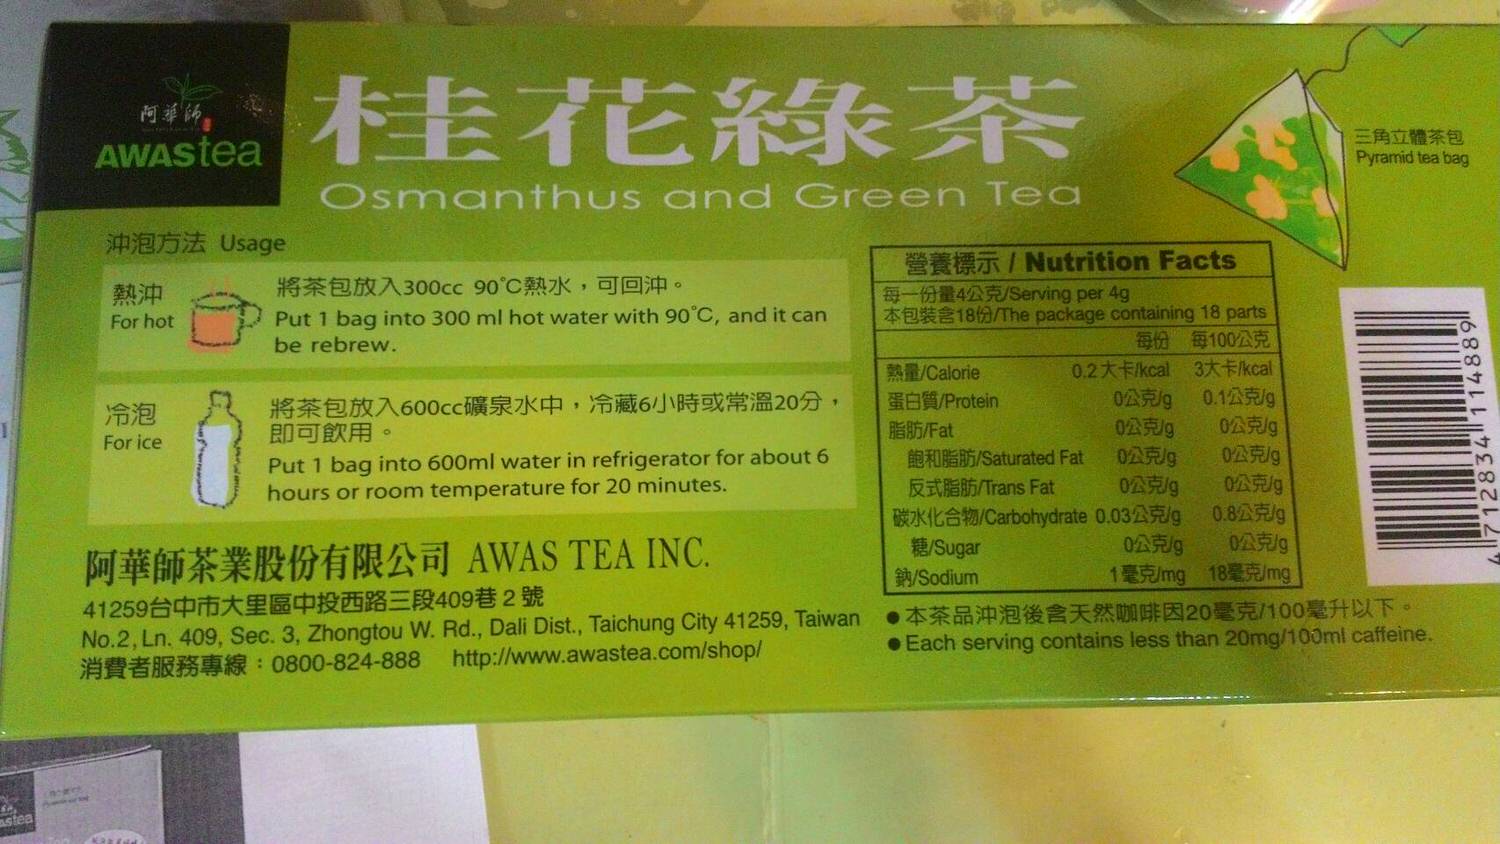 阿華師
AWAStea
桂花綠茶
Osmanthus and Green Tea
三角立體茶包
Pyramid tea bag
沖泡方法 Usage
熱沖
For hot
將茶包放入300cc 90°C熱水，可回沖。
Put 1 bag into 300 ml hot water with 90°C, and it can
be rebrew.
冷泡
For ice
將茶包放入600cc礦泉水中，冷藏6小時或常溫20分，
即可飲用。
Put 1 bag into 600ml water in refrigerator for about 6
hours or room temperature for 20 minutes.
阿華師茶業股份有限公司 AWAS TEA INC.
41259台中市大里區中投西路三段409巷2號
No.2, Ln. 409, Sec. 3, Zhongtou W. Rd., Dali Dist., Taichung City 41259, Taiwan
消費者服務專線：0800-824-888 http://www.awastea.com/shop/
營養標示 / Nutrition Facts
每一份量4公克/Serving per 4g
本包裝含18份/The package containing 18 parts
每份 每100公克
熱量/Calorie 0.2大卡/kcal 3大卡/kcal
蛋白質/Protein 0公克/g 0.1公克/g
脂肪/Fat 0公克/g 0公克/g
飽和脂肪/Saturated Fat 0公克/g 0公克/g
反式脂肪/Trans Fat 0公克/g 0公克/g
碳水化合物/Carbohydrate 0.03公克/g 0.8公克/g
糖/Sugar 0公克/g 0公克/g
鈉/Sodium 1毫克/mg 18毫克/mg
●本茶品沖泡後含天然咖啡因20毫克/100毫升以下。
●Each serving contains less than 20mg/100ml caffeine.
4 712834 114889
astea